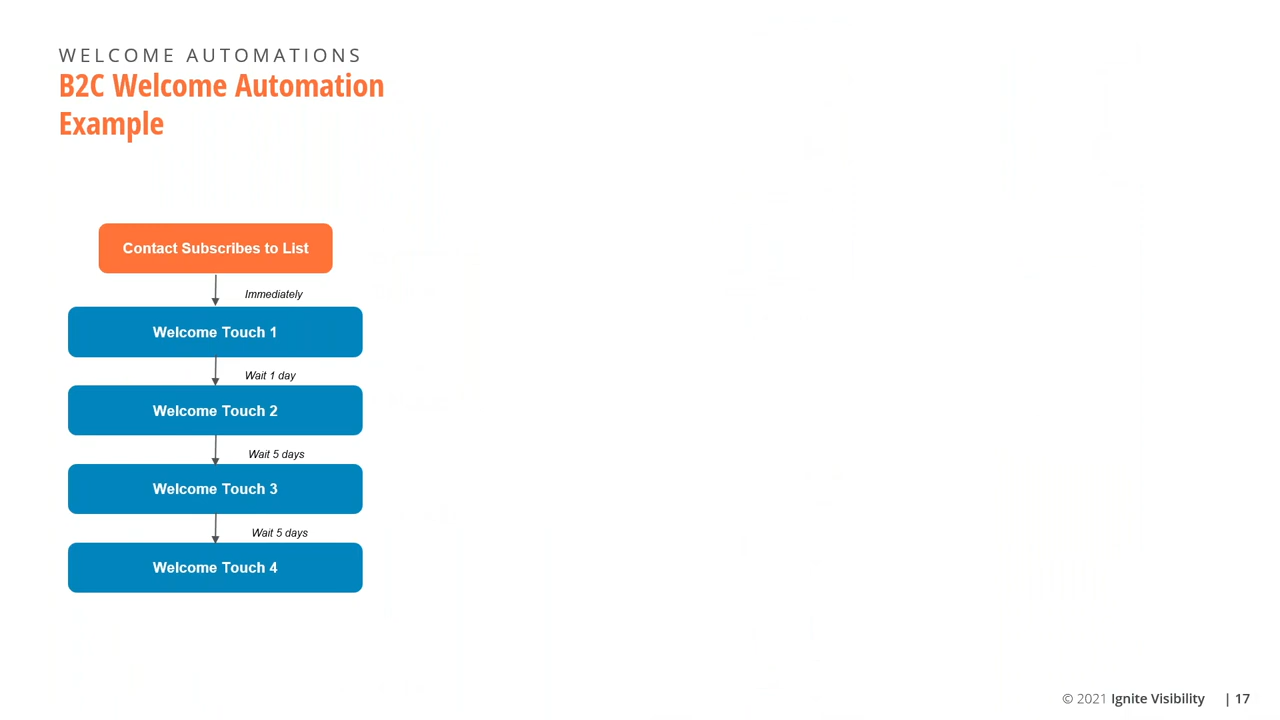 WELCOME AUTOMATIONS
B2C Welcome Automation
Example
Contact Subscribes to List
Immediately
Welcome Touch 1
Wait 1 day
Welcome Touch 2
Wait 5 days
Welcome Touch 3
Wait 5 days
Welcome Touch 4
© 2021 Ignite Visibility | 17